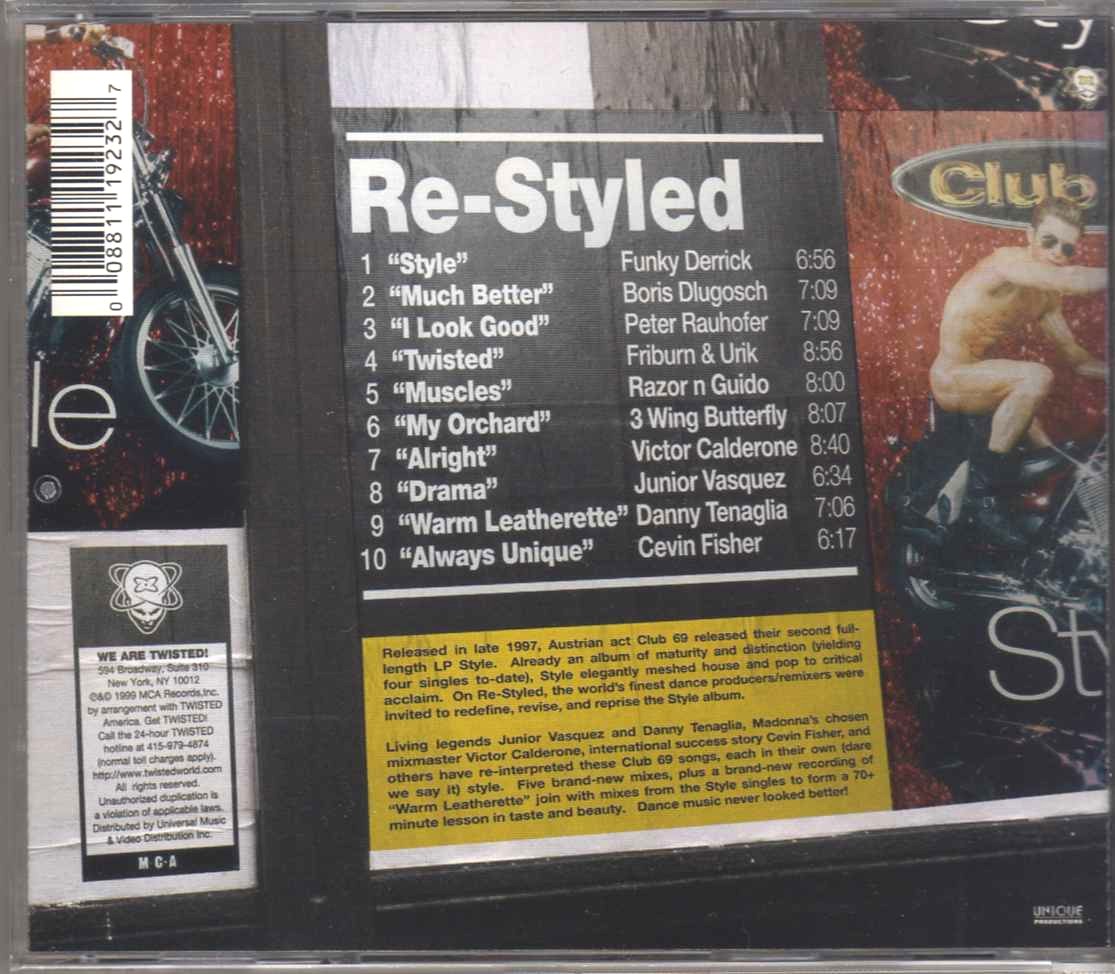 Sty
0 08811 19232 7
Club
Re-Styled
1 “Style” Funky Derrick 6:56
2 “Much Better” Boris Dlugosch 7:09
3 “I Look Good” Peter Rauhofer 7:09
4 “Twisted” Friburn & Urik 8:56
5 “Muscles” Razor n Guido 8:00
6 “My Orchard” 3 Wing Butterfly 8:07
7 “Alright” Victor Calderone 8:40
8 “Drama” Junior Vasquez 6:34
9 “Warm Leatherette” Danny Tenaglia 7:06
10 “Always Unique” Cevin Fisher 6:17
le
Sty
WE ARE TWISTED!
594 Broadway, Suite 310
New York, NY 10012
℗&© 1999 MCA Records,Inc.
by arrangement with TWISTED
America. Get TWISTED!
Call the 24-hour TWISTED
hotline at 415-979-4874
(normal toll charges apply).
http://www.twistedworld.com
All rights reserved.
Unauthorized duplication is
a violation of applicable laws.
Distributed by Universal Music
& Video Distribution Inc.
MCA
Released in late 1997, Austrian act Club 69 released their second full-
length LP Style. Already an album of maturity and distinction (yielding
four singles to-date), Style elegantly meshed house and pop to critical
acclaim. On Re-Styled, the world's finest dance producers/remixers were
invited to redefine, revise, and reprise the Style album.
Living legends Junior Vasquez and Danny Tenaglia, Madonna's chosen
mixmaster Victor Calderone, international success story Cevin Fisher, and
others have re-interpreted these Club 69 songs, each in their own (dare
we say it) style. Five brand-new mixes, plus a brand-new recording of
“Warm Leatherette” join with mixes from the Style singles to form a 70+
minute lesson in taste and beauty. Dance music never looked better!
UNIQUE
PRODUCTIONS